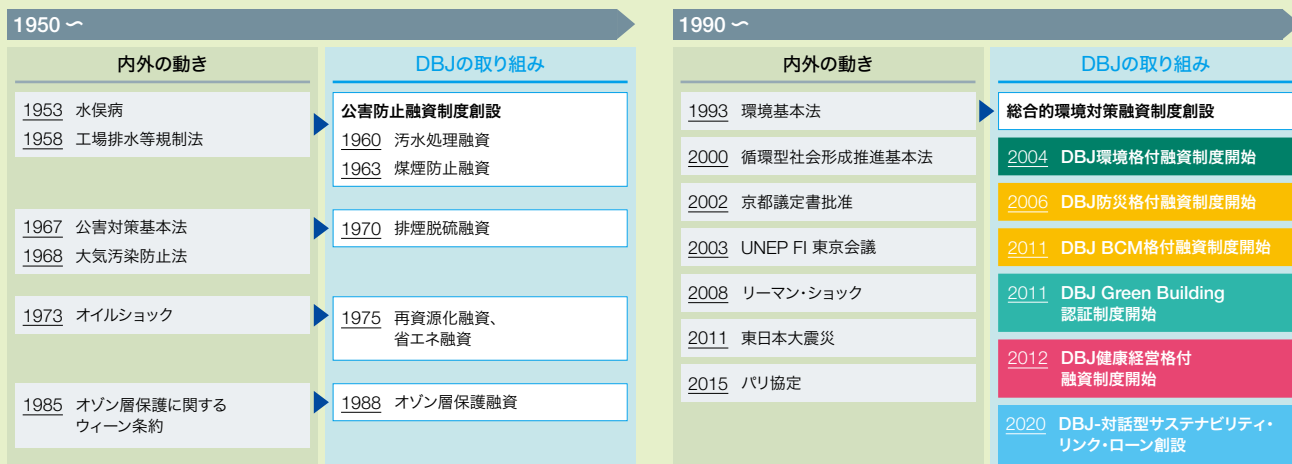 1950 〜
内外の動き
DBJの取り組み
1953 水俣病
1958 工場排水等規制法
公害防止融資制度創設
1960 汚水処理融資
1963 煤煙防止融資
1967 公害対策基本法
1968 大気汚染防止法
1970 排煙脱硫融資
1973 オイルショック
1975 再資源化融資、
省エネ融資
1985 オゾン層保護に関する
ウィーン条約
1988 オゾン層保護融資
1990 〜
内外の動き
DBJの取り組み
1993 環境基本法
2000 循環型社会形成推進基本法
2002 京都議定書批准
2003 UNEP FI 東京会議
2008 リーマン・ショック
2011 東日本大震災
2015 パリ協定
総合的環境対策融資制度創設
2004 DBJ環境格付融資制度開始
2006 DBJ防災格付融資制度開始
2011 DBJ BCM格付融資制度開始
2011 DBJ Green Building
認証制度開始
2012 DBJ健康経営格付
融資制度開始
2020 DBJ-対話型サステナビリティ・
リンク・ローン創設